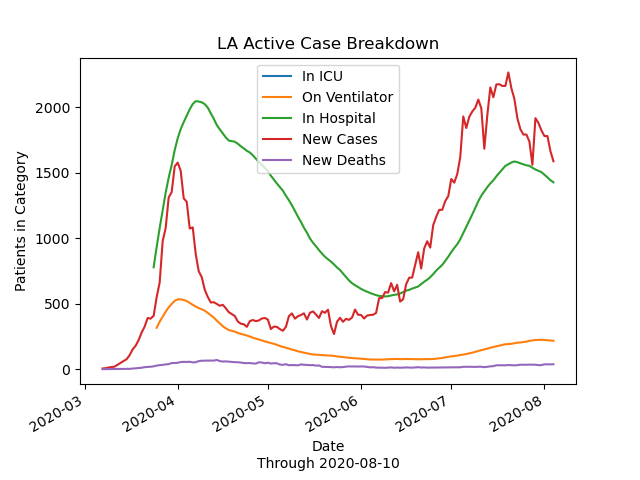 LA Active Case Breakdown
In ICU
On Ventilator
In Hospital
New Cases
New Deaths
Patients in Category
2000
1500
1000
500
0
2020-03
2020-04
2020-05
2020-06
2020-07
2020-08
Date
Through 2020-08-10